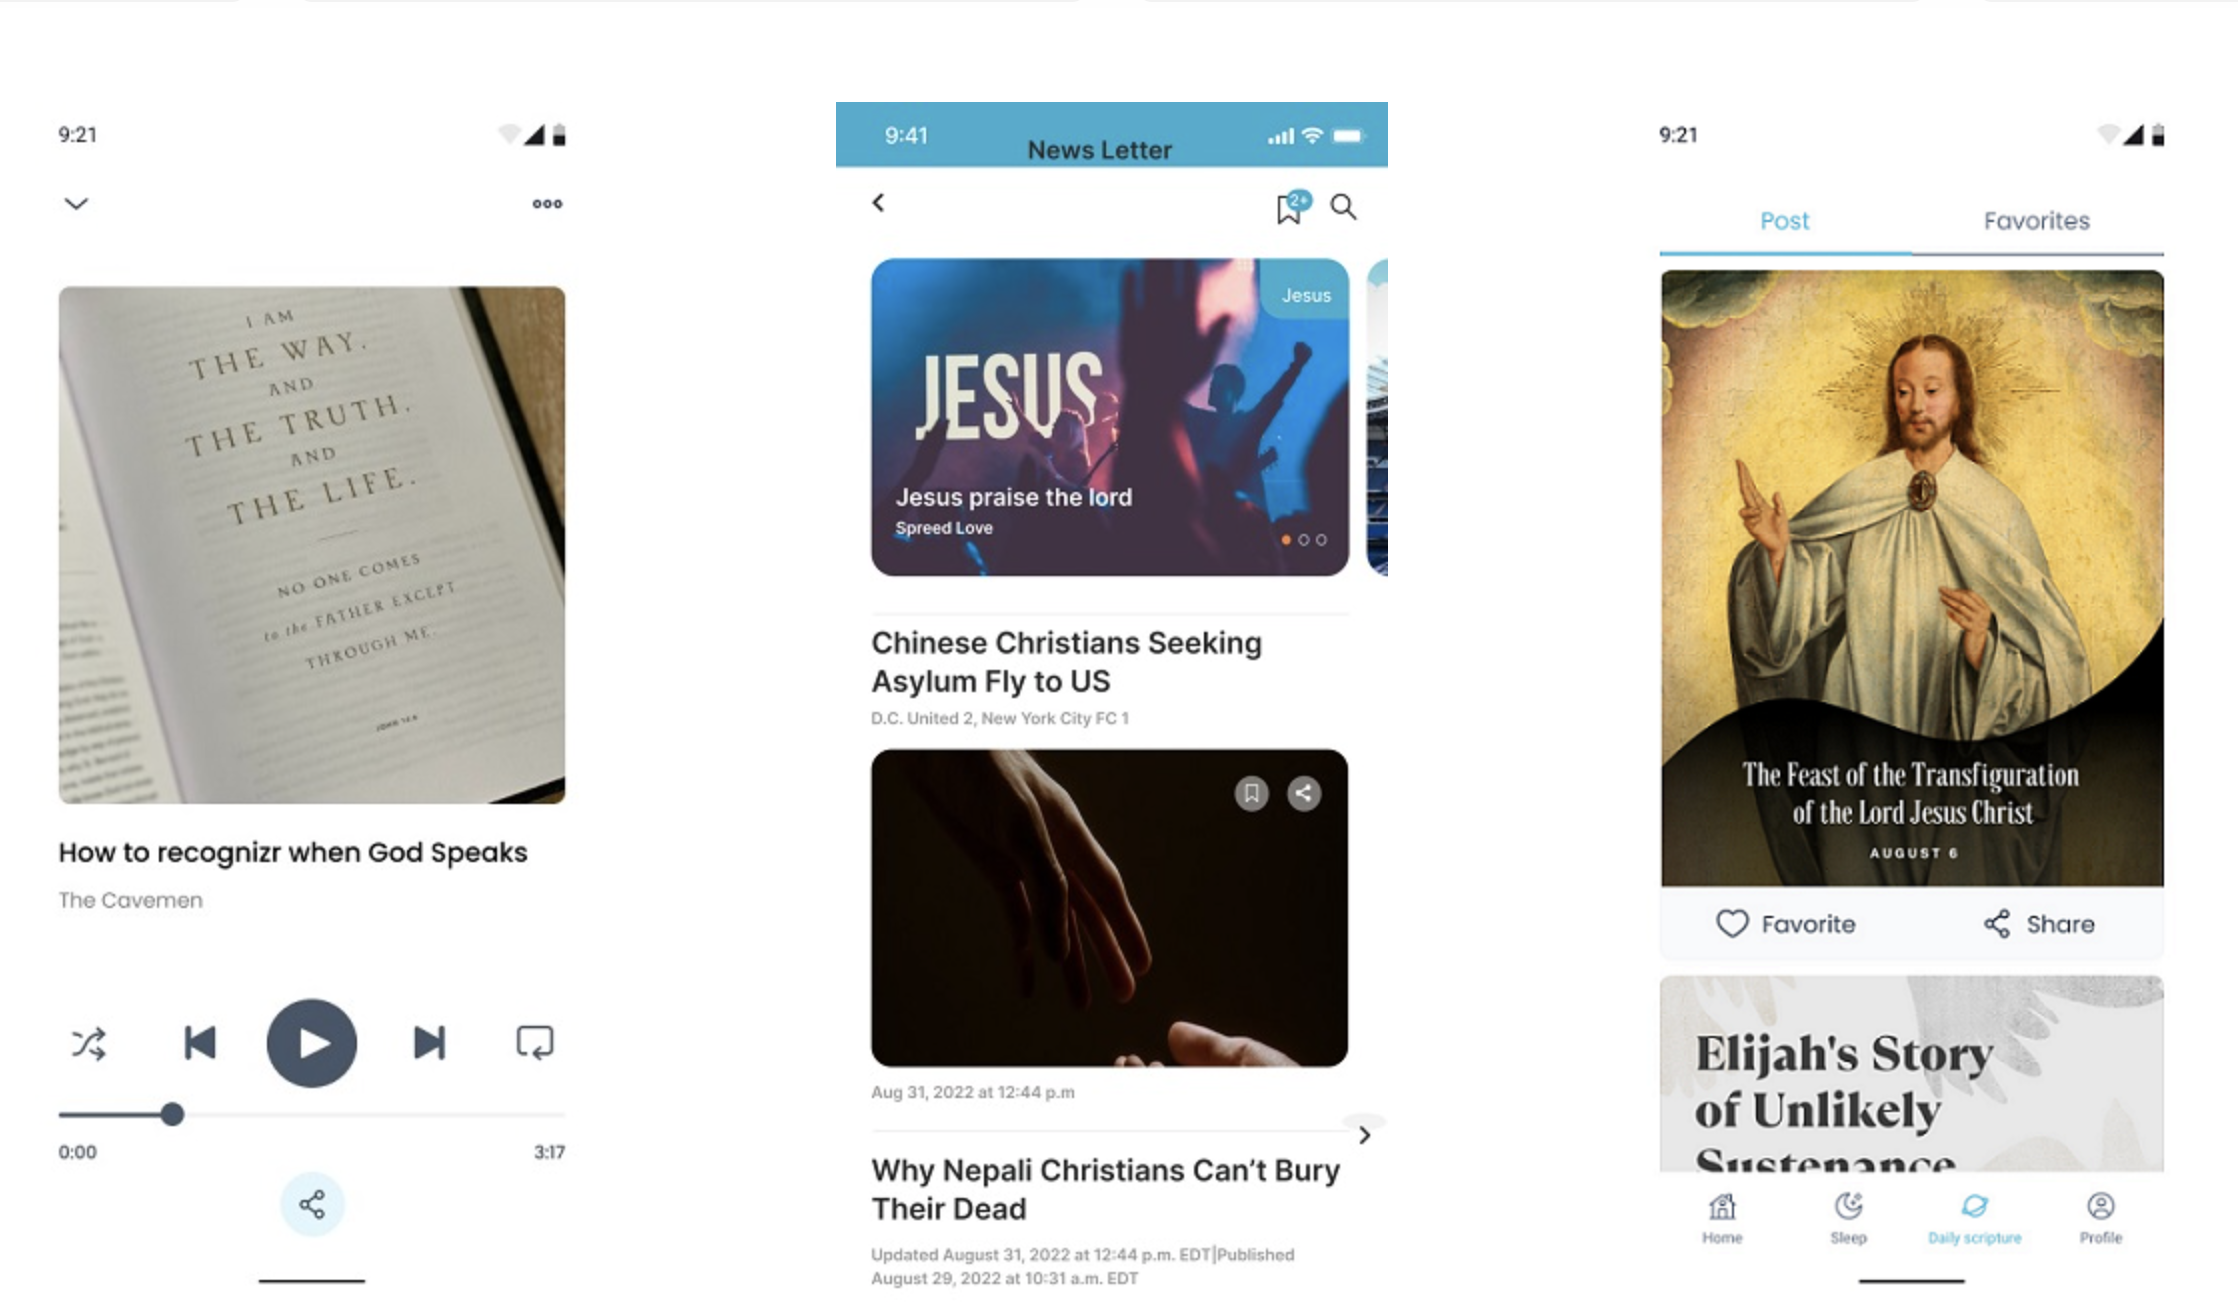 9:21
I AM
THE WAY.
AND
THE TRUTH.
AND
THE LIFE.
NO ONE COMES
to the FATHER EXCEPT
THROUGH ME.
JOHN 14:6
How to recognizr when God Speaks
The Cavemen
0:00
3:17
9:41
News Letter
2+
Jesus
JESUS
Jesus praise the lord
Spreed Love
Chinese Christians Seeking
Asylum Fly to US
D.C. United 2, New York City FC 1
Aug 31, 2022 at 12:44 p.m
Why Nepali Christians Can’t Bury
Their Dead
Updated August 31, 2022 at 12:44 p.m. EDT|Published
August 29, 2022 at 10:31 a.m. EDT
9:21
Post
Favorites
The Feast of the Transfiguration
of the Lord Jesus Christ
AUGUST 6
Favorite
Share
Elijah's Story
of Unlikely
Sustenance
Home
Sleep
Daily scripture
Profile